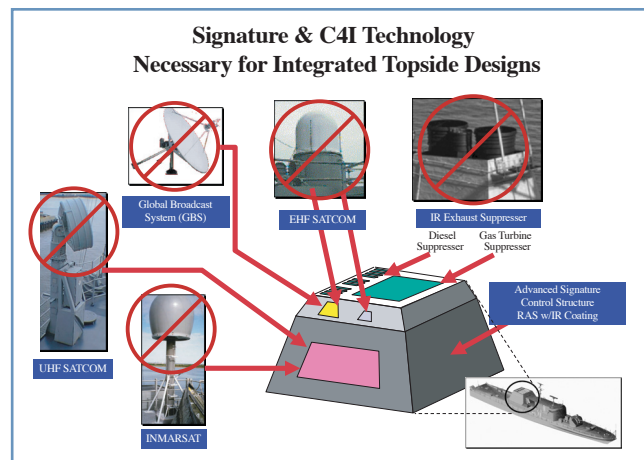 Signature & C4I Technology
Necessary for Integrated Topside Designs
Global Broadcast
System (GBS)
EHF SATCOM
IR Exhaust Suppresser
Diesel
Suppresser
Gas Turbine
Suppresser
Advanced Signature
Control Structure
RAS w/IR Coating
UHF SATCOM
INMARSAT